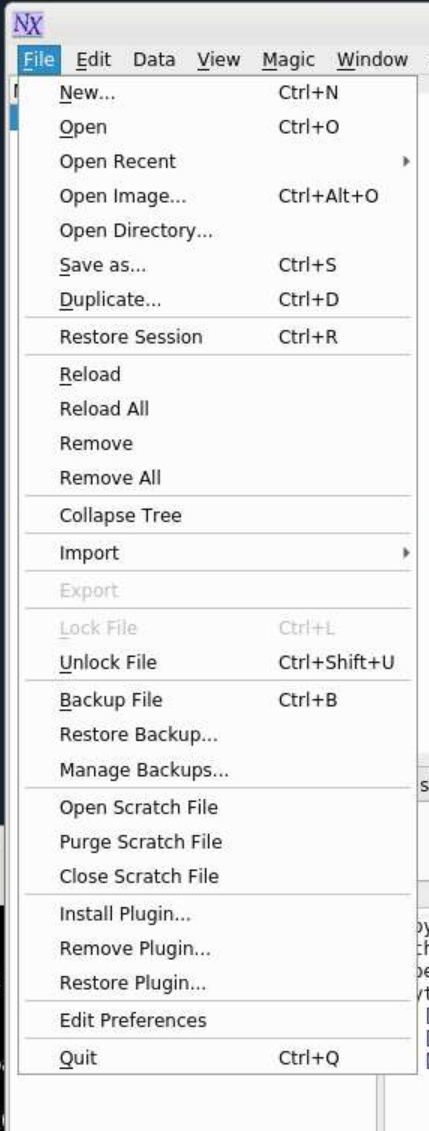 NX
File Edit Data View Magic Window
New... Ctrl+N
Open Ctrl+O
Open Recent
Open Image... Ctrl+Alt+O
Open Directory...
Save as... Ctrl+S
Duplicate... Ctrl+D
Restore Session Ctrl+R
Reload
Reload All
Remove
Remove All
Collapse Tree
Import
Export
Lock File Ctrl+L
Unlock File Ctrl+Shift+U
Backup File Ctrl+B
Restore Backup...
Manage Backups...
Open Scratch File
Purge Scratch File
Close Scratch File
Install Plugin...
Remove Plugin...
Restore Plugin...
Edit Preferences
Quit Ctrl+Q